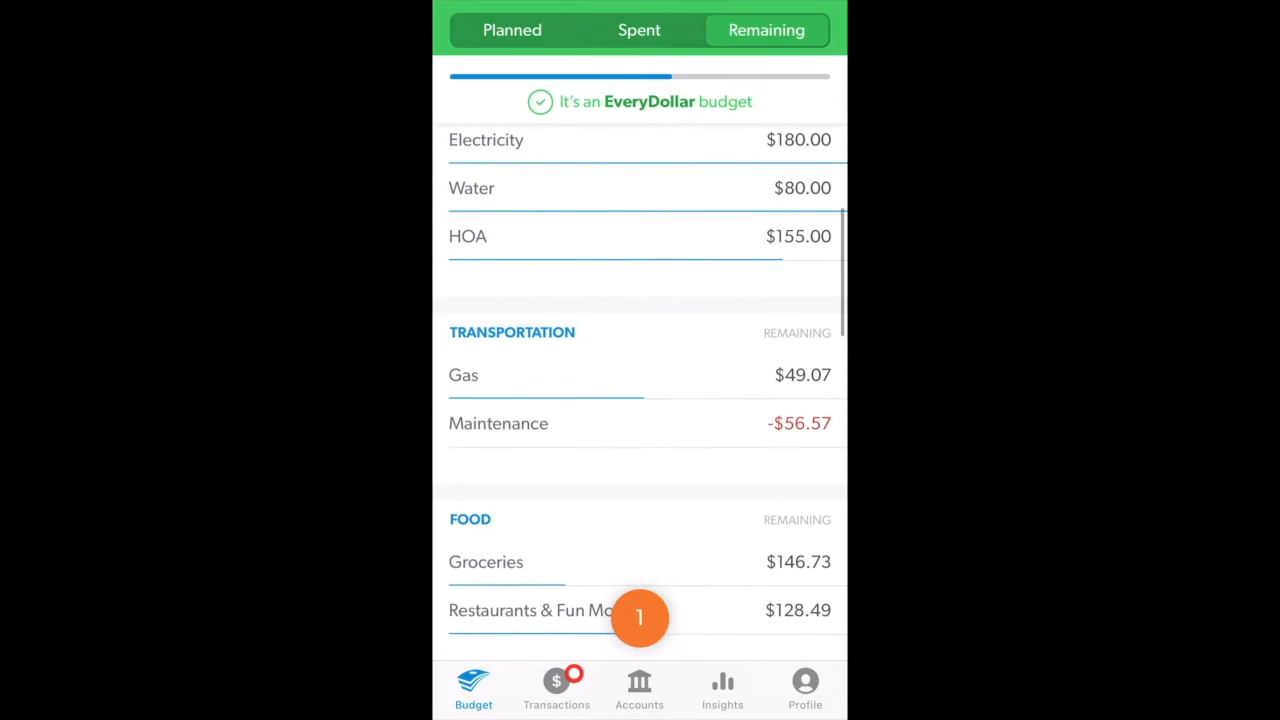 Planned Spent Remaining
It's an EveryDollar budget
Electricity $180.00
Water $80.00
HOA $155.00
TRANSPORTATION REMAINING
Gas $49.07
Maintenance -$56.57
FOOD REMAINING
Groceries $146.73
Restaurants & Fun Mo $128.49
1
$
Budget Transactions Accounts Insights Profile